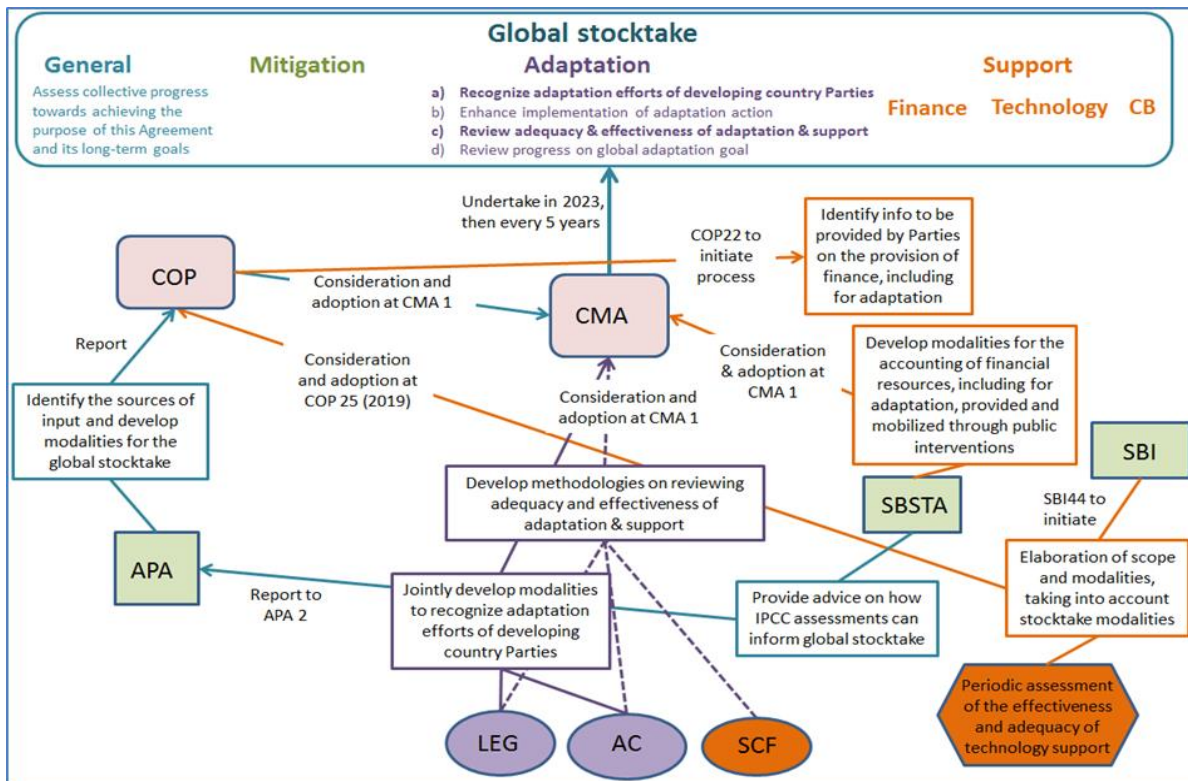 Global stocktake
General
Mitigation
Adaptation
Support
Assess collective progress
towards achieving the
purpose of this Agreement
and its long-term goals
a) Recognize adaptation efforts of developing country Parties
b) Enhance implementation of adaptation action
c) Review adequacy & effectiveness of adaptation & support
d) Review progress on global adaptation goal
Finance Technology CB
Undertake in 2023,
then every 5 years
COP
Consideration and
adoption at CMA 1
CMA
COP22 to
initiate
process
Identify info to be
provided by Parties
on the provision of
finance, including
for adaptation
Report
Consideration
and adoption at
COP 25 (2019)
Consideration and
adoption at CMA 1
Consideration
& adoption at
CMA 1
Develop modalities for the
accounting of financial
resources, including for
adaptation, provided and
mobilized through public
interventions
Identify the sources of
input and develop
modalities for the
global stocktake
SBI
Develop methodologies on reviewing
adequacy and effectiveness of
adaptation & support
SBSTA
SBI44 to
initiate
APA
Report to
APA 2
Jointly develop modalities
to recognize adaptation
efforts of developing
country Parties
Provide advice on how
IPCC assessments can
inform global stocktake
Elaboration of scope
and modalities,
taking into account
stocktake modalities
LEG
AC
SCF
Periodic assessment
of the effectiveness
and adequacy of
technology support